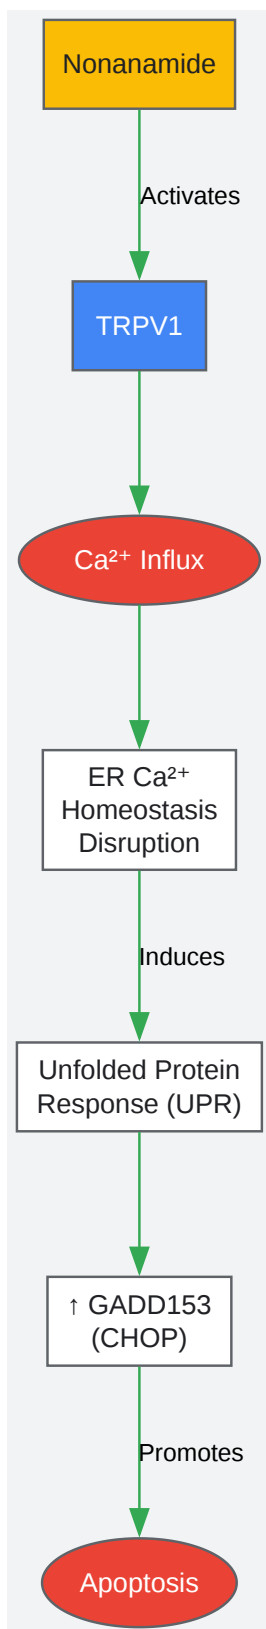 Nonanamide
Activates
TRPV1
Ca²⁺ Influx
ER Ca²⁺
Homeostasis
Disruption
Induces
Unfolded Protein
Response (UPR)
↑ GADD153
(CHOP)
Promotes
Apoptosis